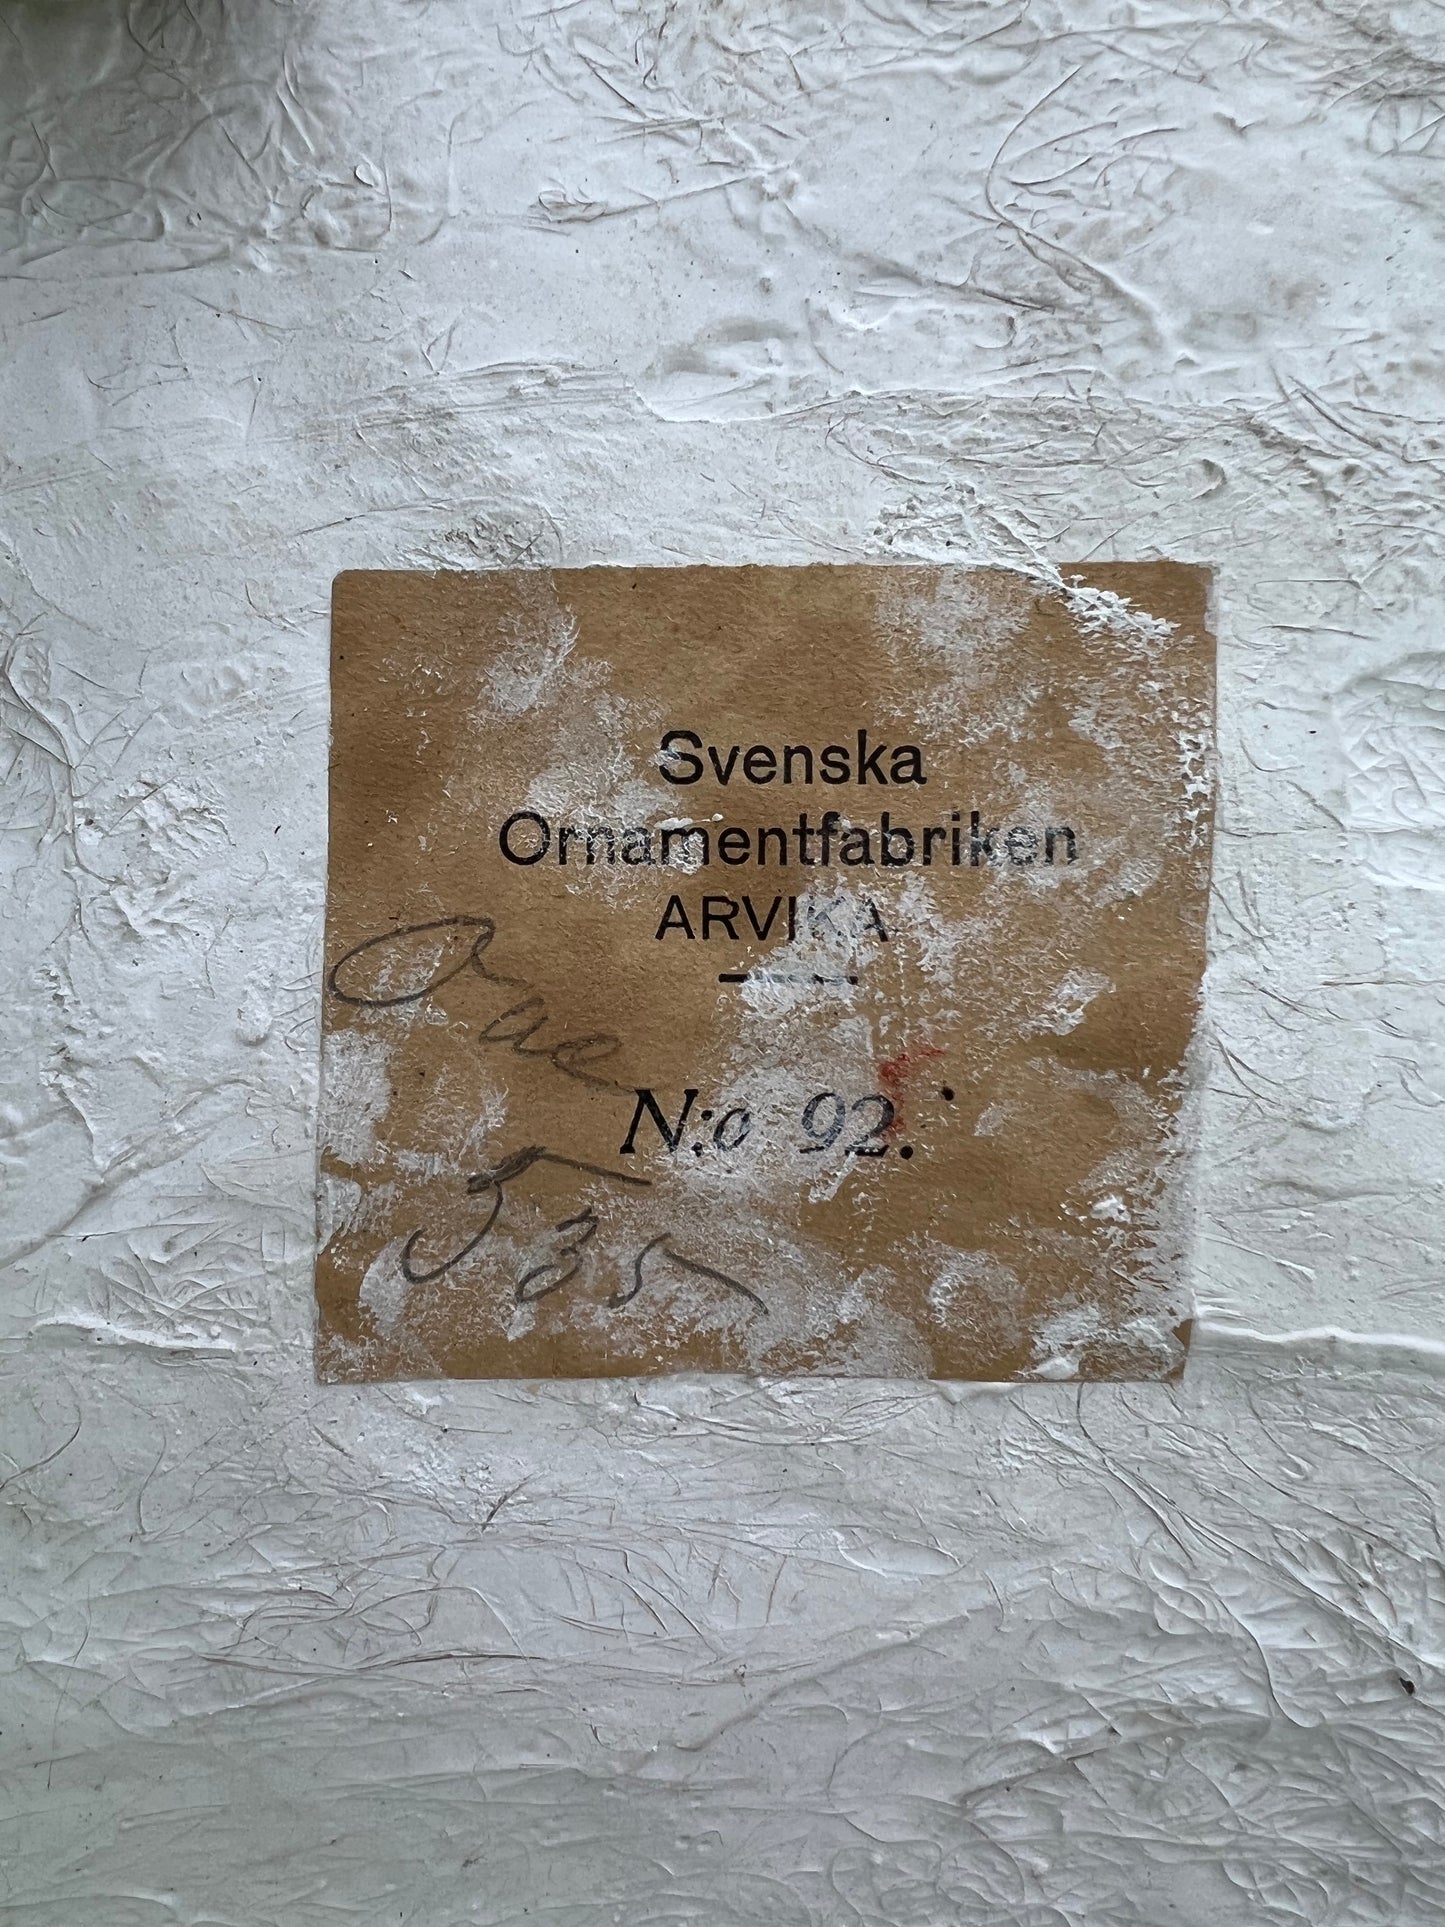 Svenska
Ornamentfabriken
ARVIKA
N:o 92.